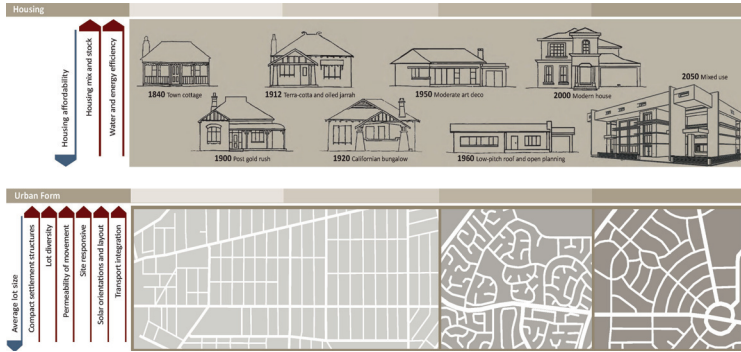 Housing
Housing affordability
Housing mix and stock
Water and energy efficiency
1840 Town cottage
1912 Terra-cotta and oiled jarrah
1950 Moderate art deco
2000 Modern house
2050 Mixed use
1900 Post gold rush
1920 Californian bungalow
1960 Low-pitch roof and open planning
Urban Form
Average lot size
Compact settlement structures
Lot diversity
Permeability of movement
Site responsive
Solar orientations and layout
Transport integration